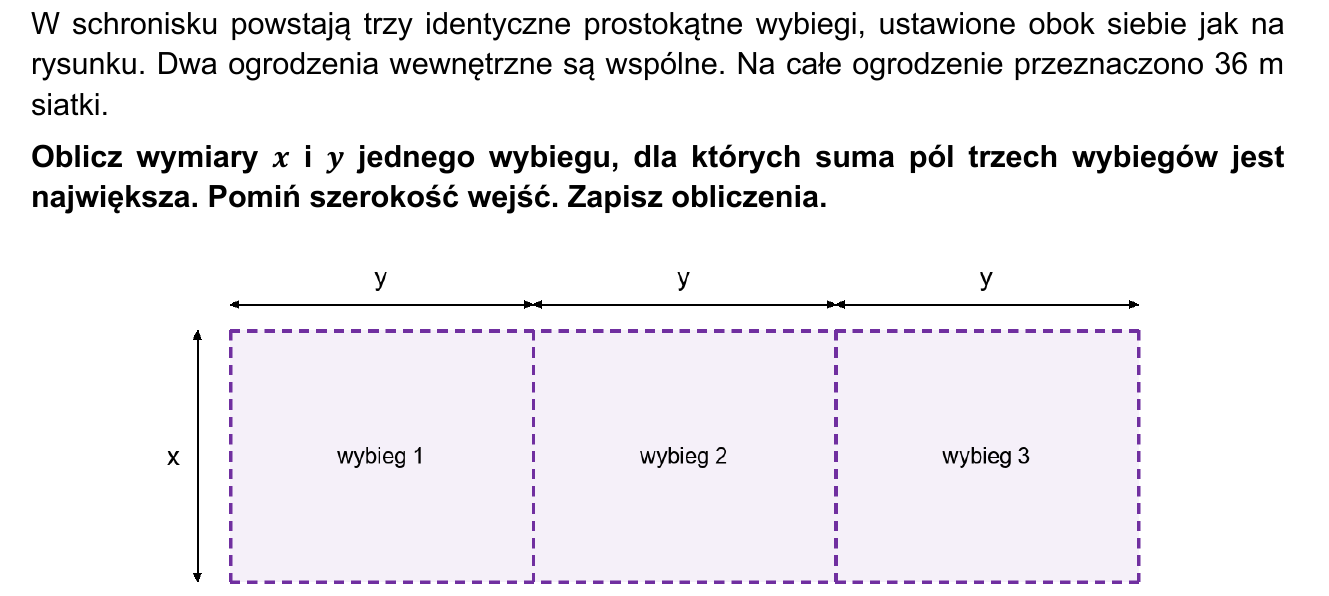 W schronisku powstają trzy identyczne prostokątne wybiegi, ustawione obok siebie jak na
rysunku. Dwa ogrodzenia wewnętrzne są wspólne. Na całe ogrodzenie przeznaczono 36 m
siatki.
Oblicz wymiary x i y jednego wybiegu, dla których suma pól trzech wybiegów jest
największa. Pomiń szerokość wejść. Zapisz obliczenia.
y y y
x wybieg 1 wybieg 2 wybieg 3